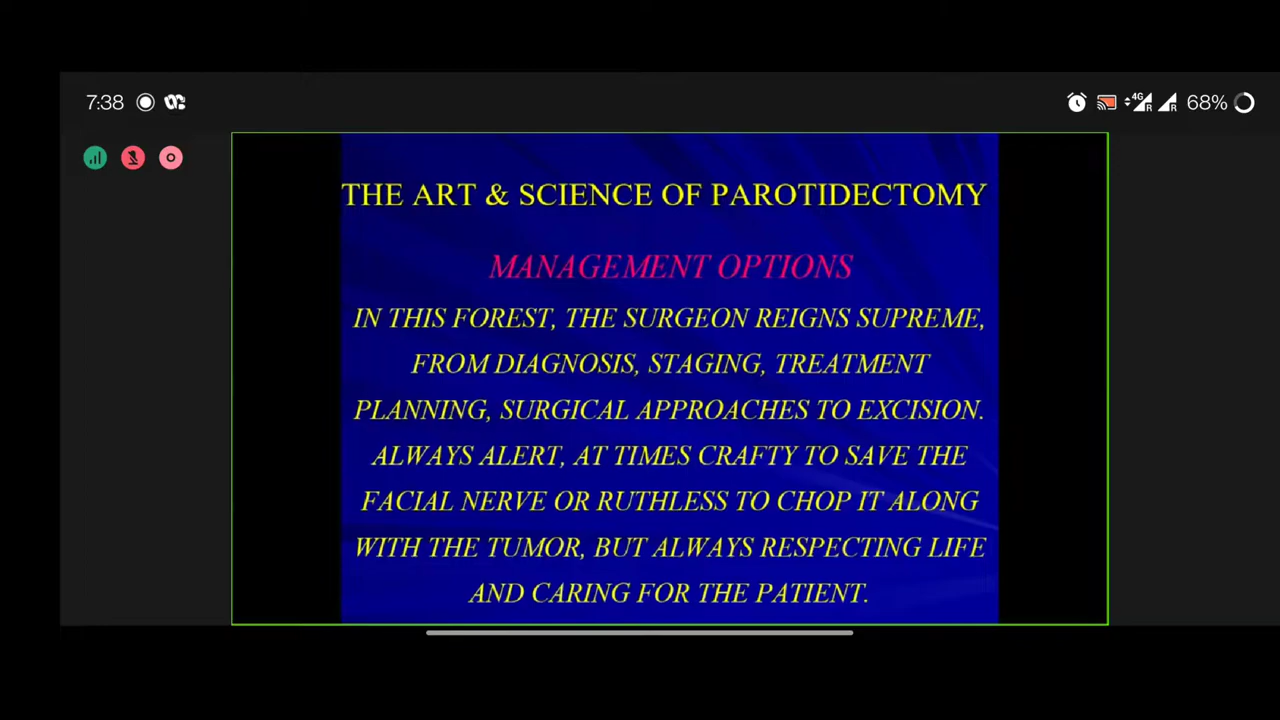 7:38
4G
R
R
68%
THE ART & SCIENCE OF PAROTIDECTOMY
MANAGEMENT OPTIONS
IN THIS FOREST, THE SURGEON REIGNS SUPREME,
FROM DIAGNOSIS, STAGING, TREATMENT
PLANNING, SURGICAL APPROACHES TO EXCISION.
ALWAYS ALERT, AT TIMES CRAFTY TO SAVE THE
FACIAL NERVE OR RUTHLESS TO CHOP IT ALONG
WITH THE TUMOR, BUT ALWAYS RESPECTING LIFE
AND CARING FOR THE PATIENT.